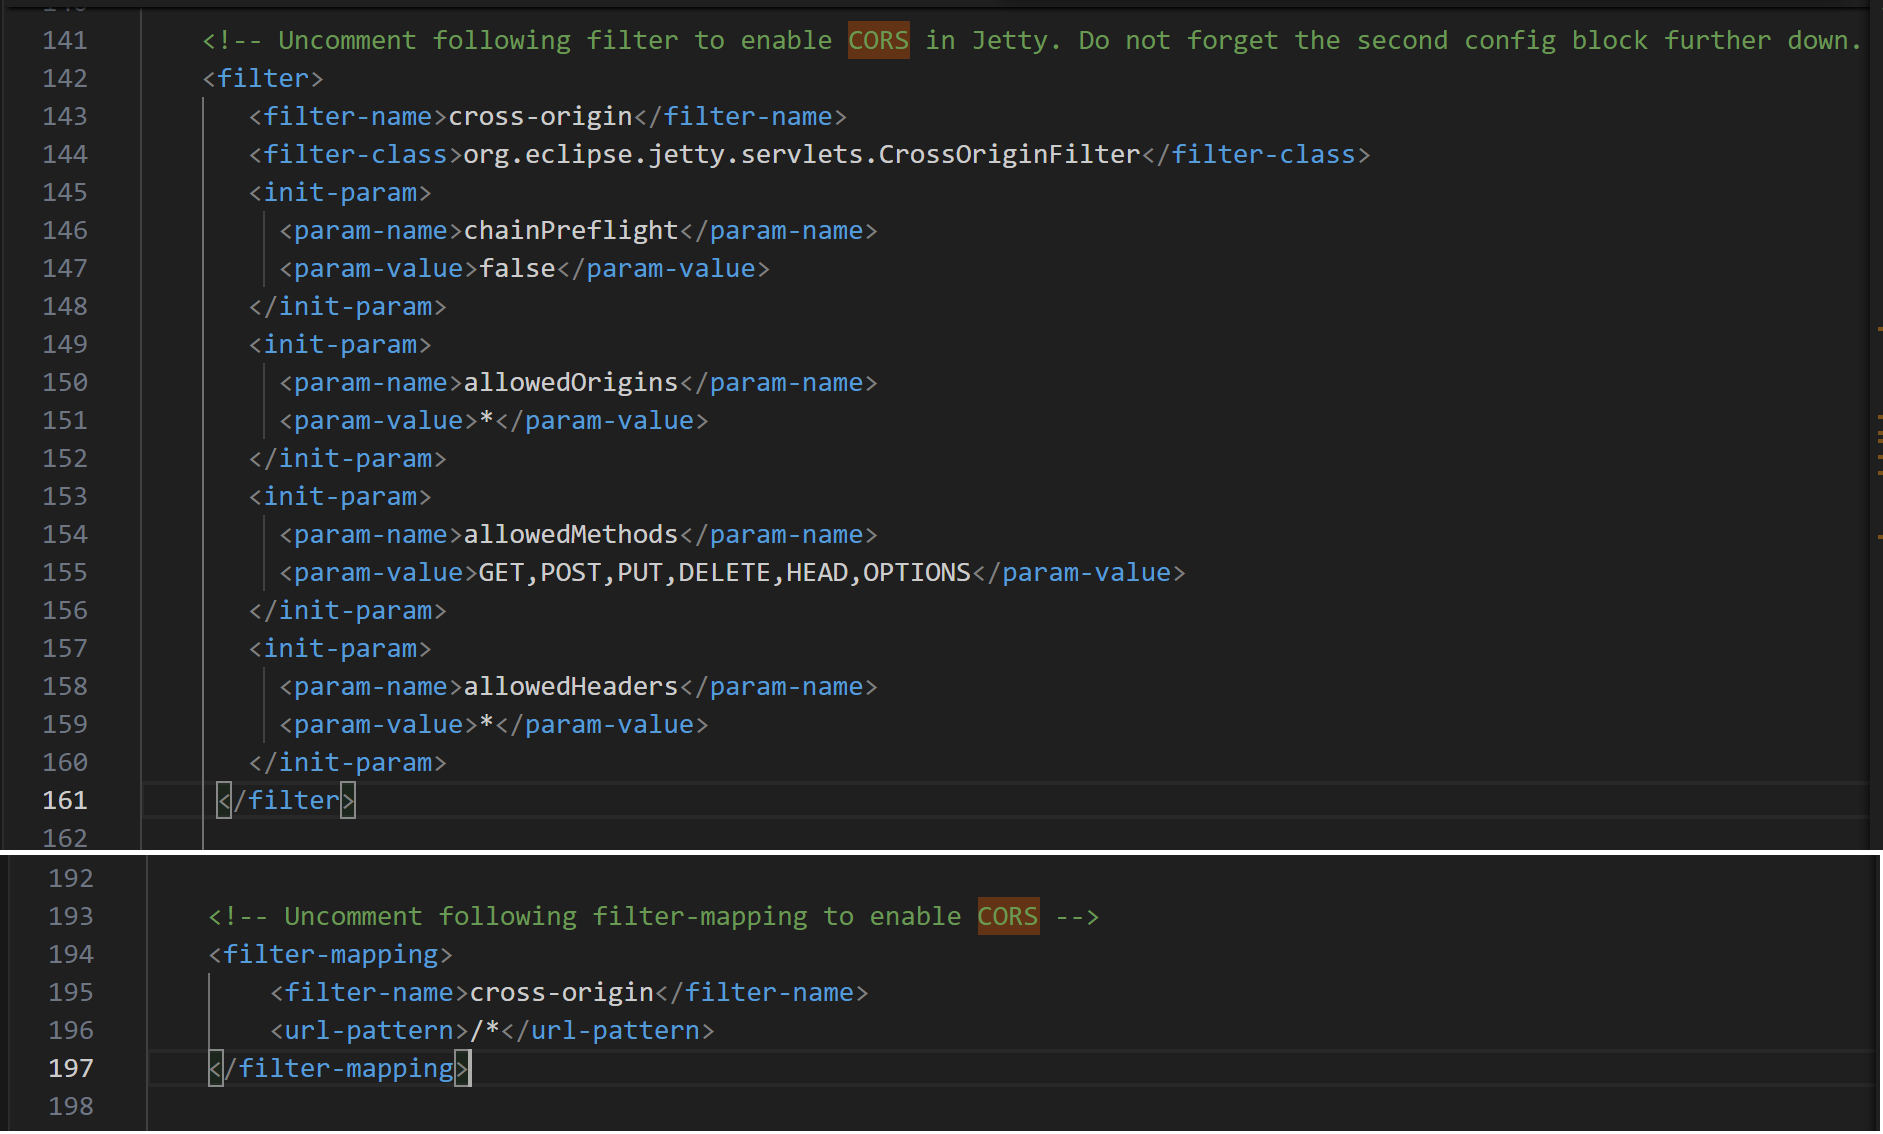 141 <!-- Uncomment following filter to enable CORS in Jetty. Do not forget the second config block further down.
142 <filter>
143 <filter-name>cross-origin</filter-name>
144 <filter-class>org.eclipse.jetty.servlets.CrossOriginFilter</filter-class>
145 <init-param>
146 <param-name>chainPreflight</param-name>
147 <param-value>false</param-value>
148 </init-param>
149 <init-param>
150 <param-name>allowedOrigins</param-name>
151 <param-value>*</param-value>
152 </init-param>
153 <init-param>
154 <param-name>allowedMethods</param-name>
155 <param-value>GET,POST,PUT,DELETE,HEAD,OPTIONS</param-value>
156 </init-param>
157 <init-param>
158 <param-name>allowedHeaders</param-name>
159 <param-value>*</param-value>
160 </init-param>
161 </filter>
162
192
193 <!-- Uncomment following filter-mapping to enable CORS -->
194 <filter-mapping>
195 <filter-name>cross-origin</filter-name>
196 <url-pattern>/*</url-pattern>
197 </filter-mapping>
198